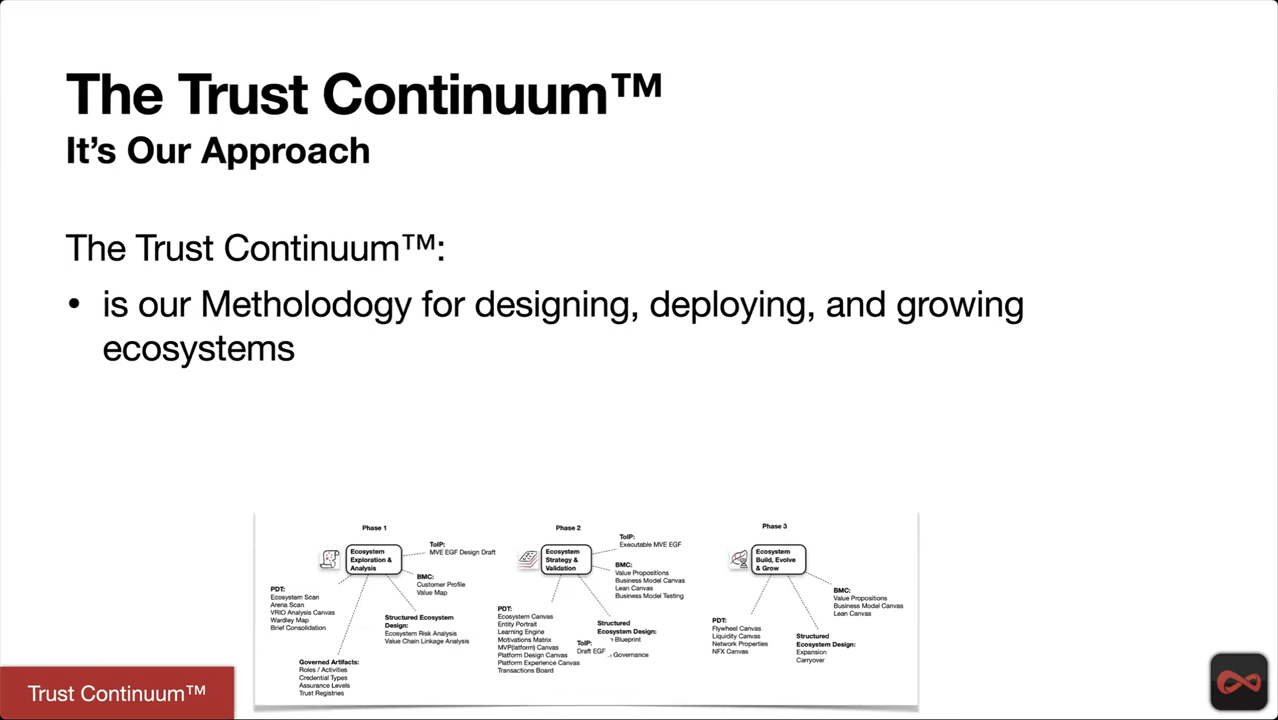 The Trust Continuum™
It's Our Approach
The Trust Continuum™:
• is our Metholodogy for designing, deploying, and growing
ecosystems
Phase 1
Ecosystem
Exploration &
Analysis
ToIP:
MVE EGF Design Draft
BMC:
Customer Profile
Value Map
PDT:
Ecosystem Scan
Arena Scan
VRIO Analysis Canvas
Wardley Map
Brief Consolidation
Structured Ecosystem
Design:
Ecosystem Risk Analysis
Value Chain Linkage Analysis
Governed Artifacts:
Roles / Activities
Credential Types
Assurance Levels
Trust Registries
Phase 2
Ecosystem
Strategy &
Validation
ToIP:
Executable MVE EGF
BMC:
Value Propositions
Business Model Canvas
Lean Canvas
Business Model Testing
PDT:
Ecosystem Canvas
Entity Portrait
Learning Engine
Motivations Matrix
MVP(latform) Canvas
Platform Design Canvas
Platform Experience Canvas
Transactions Board
Structured
Ecosystem Design:
Blueprint
Governance
ToIP:
Draft EGF
Phase 3
Ecosystem
Build, Evolve
& Grow
BMC:
Value Propositions
Business Model Canvas
Lean Canvas
PDT:
Flywheel Canvas
Liquidity Canvas
Network Properties
NFX Canvas
Structured
Ecosystem Design:
Expansion
Carryover
Trust Continuum™